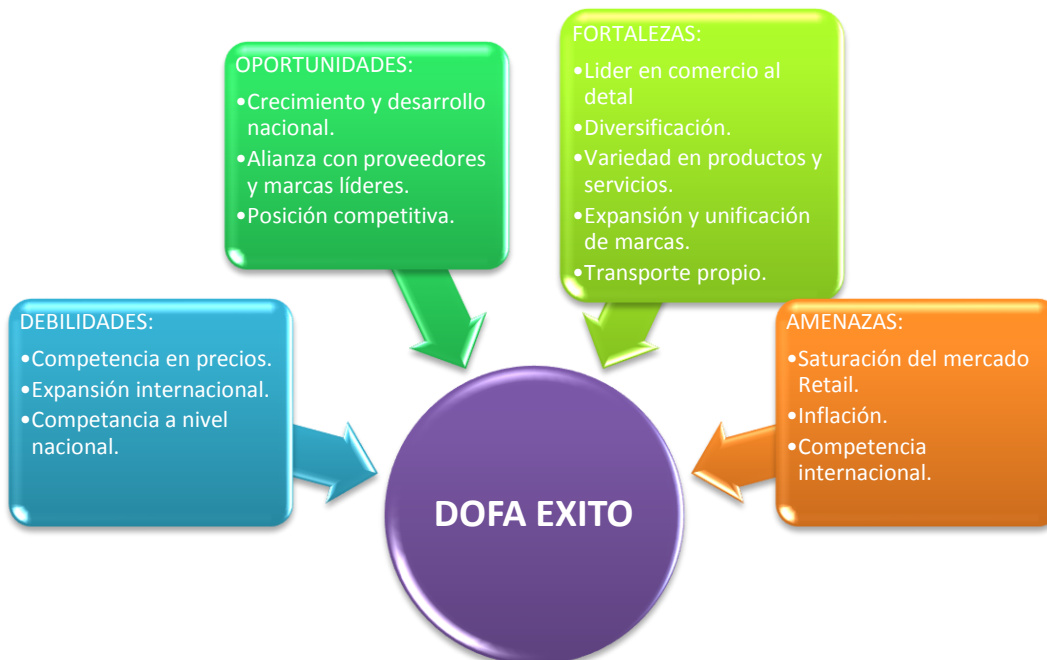 DEBILIDADES:
•Competencia en precios.
•Expansión internacional.
•Competancia a nivel
nacional.
OPORTUNIDADES:
•Crecimiento y desarrollo
nacional.
•Alianza con proveedores
y marcas líderes.
•Posición competitiva.
FORTALEZAS:
•Lider en comercio al
detal
•Diversificación.
•Variedad en productos y
servicios.
•Expansión y unificación
de marcas.
•Transporte propio.
AMENAZAS:
•Saturación del mercado
Retail.
•Inflación.
•Competencia
internacional.
DOFA EXITO